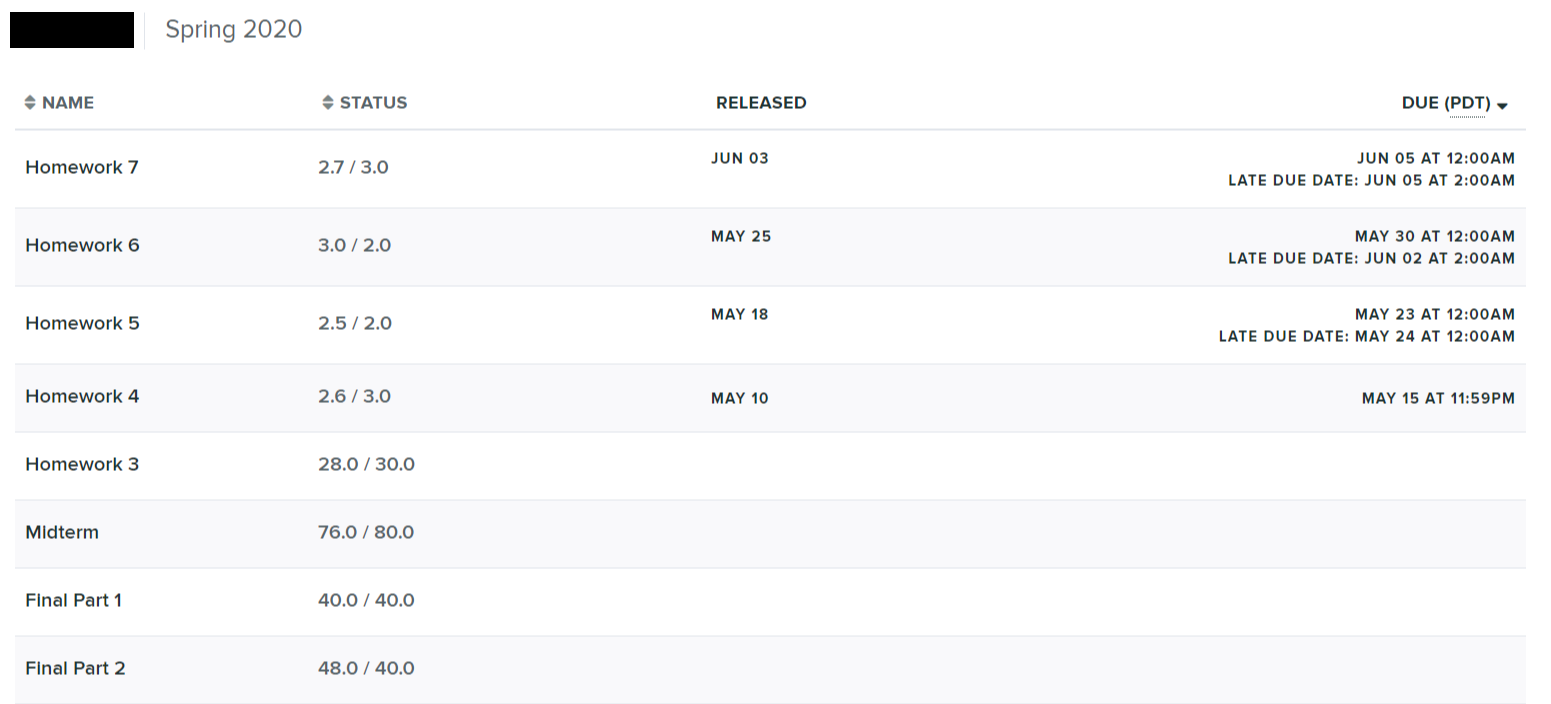 Spring 2020
NAME STATUS RELEASED DUE (PDT)
Homework 7 2.7 / 3.0 JUN 03 JUN 05 AT 12:00AM
LATE DUE DATE: JUN 05 AT 2:00AM
Homework 6 3.0 / 2.0 MAY 25 MAY 30 AT 12:00AM
LATE DUE DATE: JUN 02 AT 2:00AM
Homework 5 2.5 / 2.0 MAY 18 MAY 23 AT 12:00AM
LATE DUE DATE: MAY 24 AT 12:00AM
Homework 4 2.6 / 3.0 MAY 10 MAY 15 AT 11:59PM
Homework 3 28.0 / 30.0
Midterm 76.0 / 80.0
Final Part 1 40.0 / 40.0
Final Part 2 48.0 / 40.0